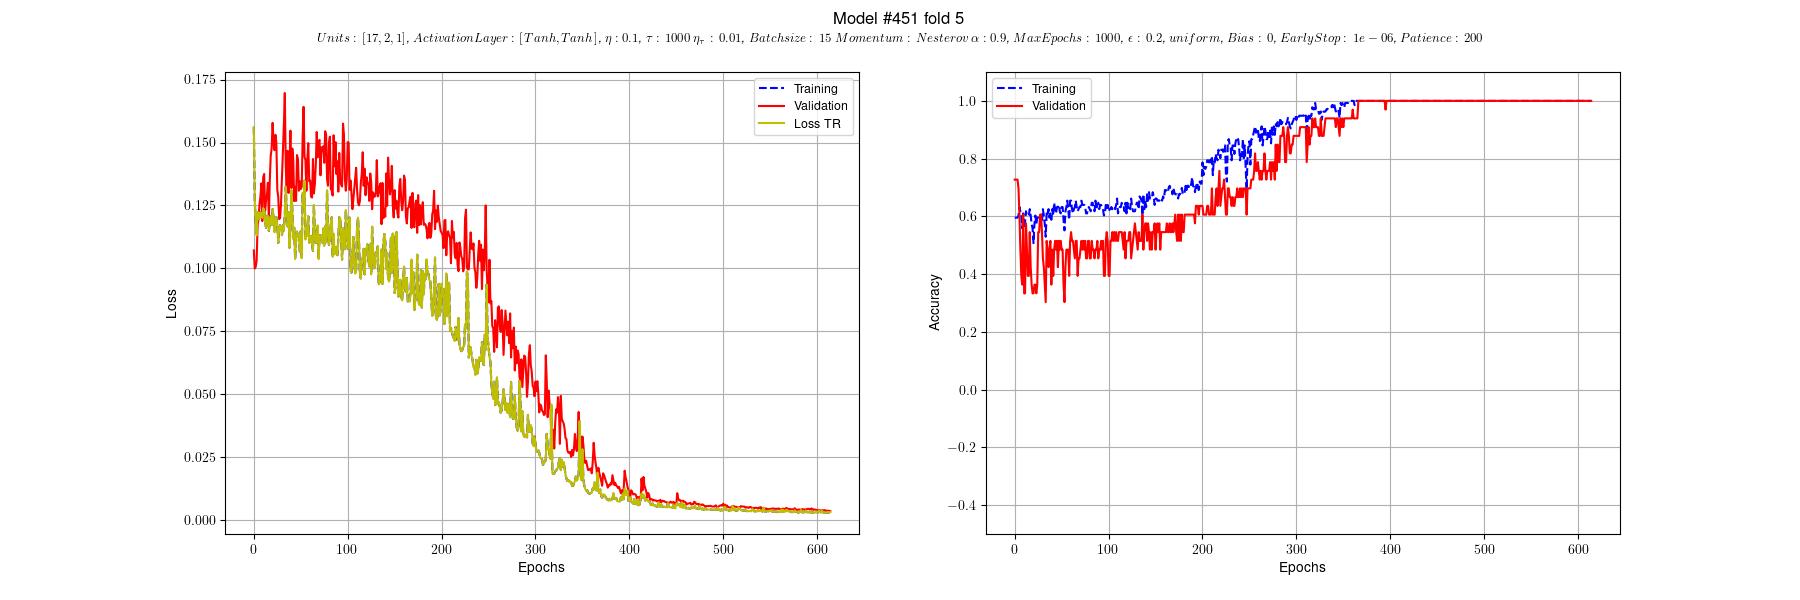 Model #451 fold 5
Units : [17, 2, 1], ActivationLayer : [Tanh, Tanh], η : 0.1, τ : 1000 ητ : 0.01, Batchsize : 15 Momentum : Nesterov α : 0.9, MaxEpochs : 1000, ϵ : 0.2, uniform, Bias : 0, EarlyStop : 1e − 06, Patience : 200
Training
Validation
Loss TR
0.175
0.150
0.125
0.100
0.075
0.050
0.025
0.000
Loss
0 100 200 300 400 500 600
Epochs
Training
Validation
1.0
0.8
0.6
0.4
0.2
0.0
−0.2
−0.4
Accuracy
0 100 200 300 400 500 600
Epochs